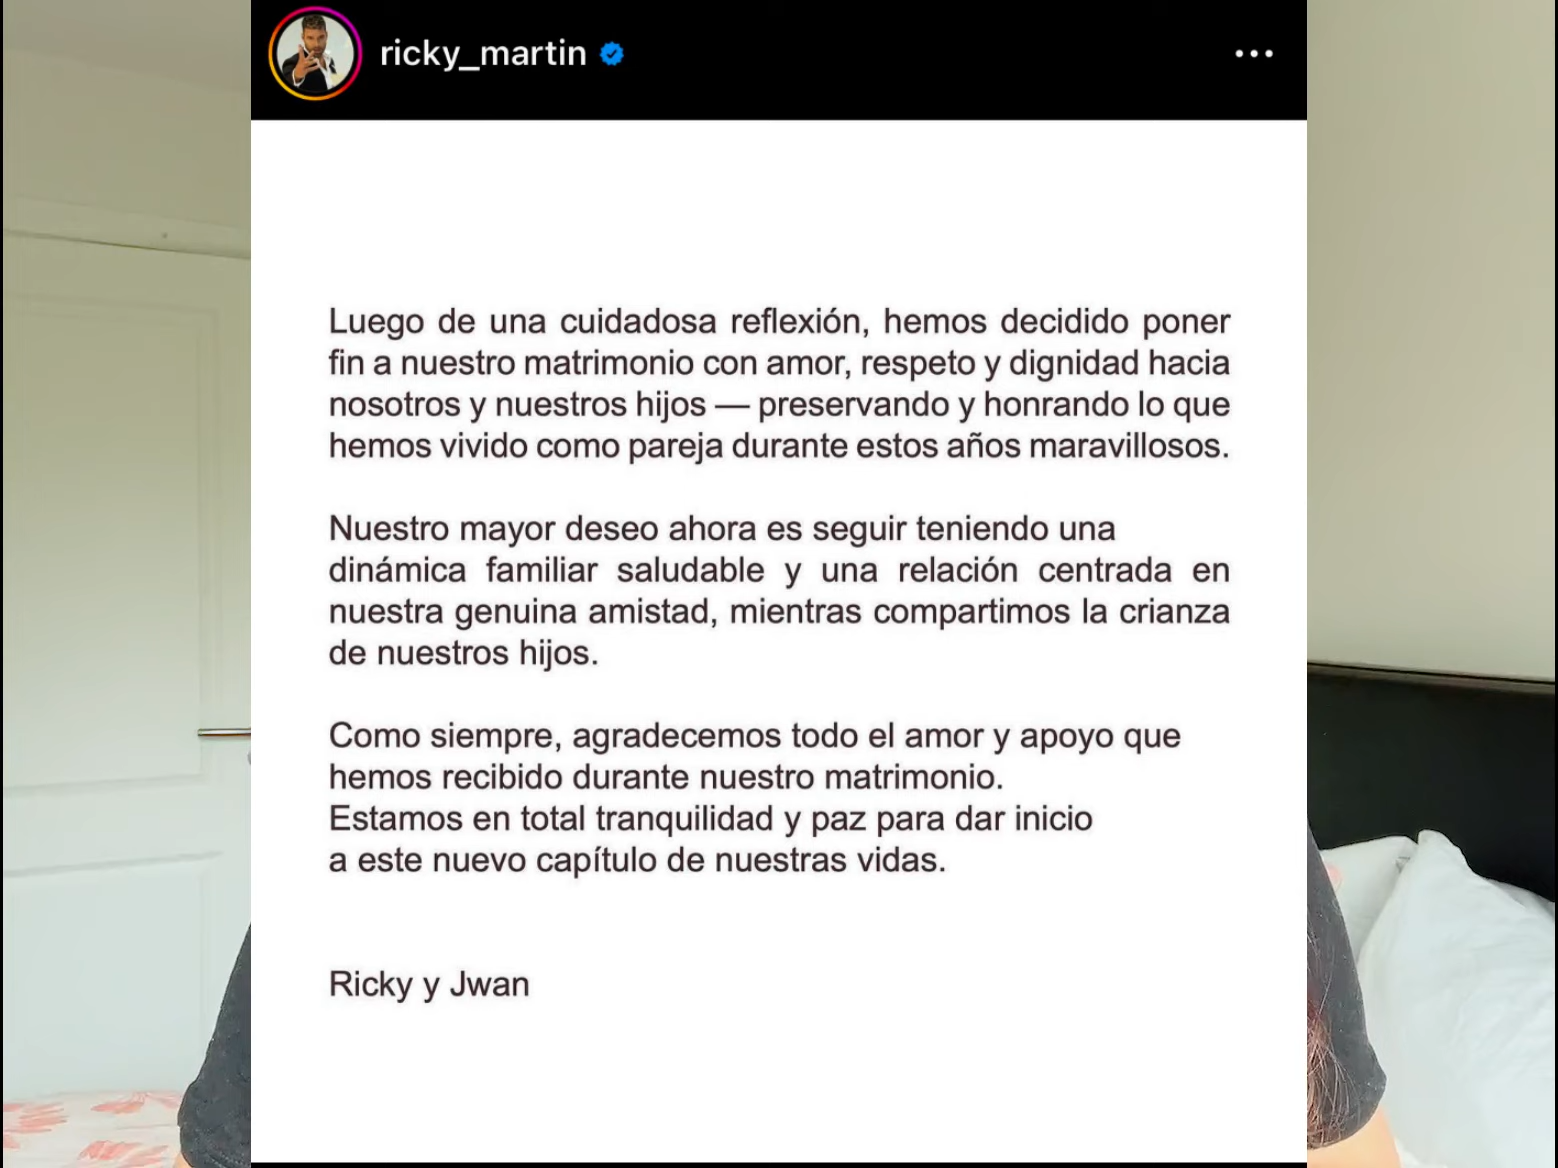 ricky_martin
Luego de una cuidadosa reflexión, hemos decidido poner
fin a nuestro matrimonio con amor, respeto y dignidad hacia
nosotros y nuestros hijos — preservando y honrando lo que
hemos vivido como pareja durante estos años maravillosos.
Nuestro mayor deseo ahora es seguir teniendo una
dinámica familiar saludable y una relación centrada en
nuestra genuina amistad, mientras compartimos la crianza
de nuestros hijos.
Como siempre, agradecemos todo el amor y apoyo que
hemos recibido durante nuestro matrimonio.
Estamos en total tranquilidad y paz para dar inicio
a este nuevo capítulo de nuestras vidas.
Ricky y Jwan